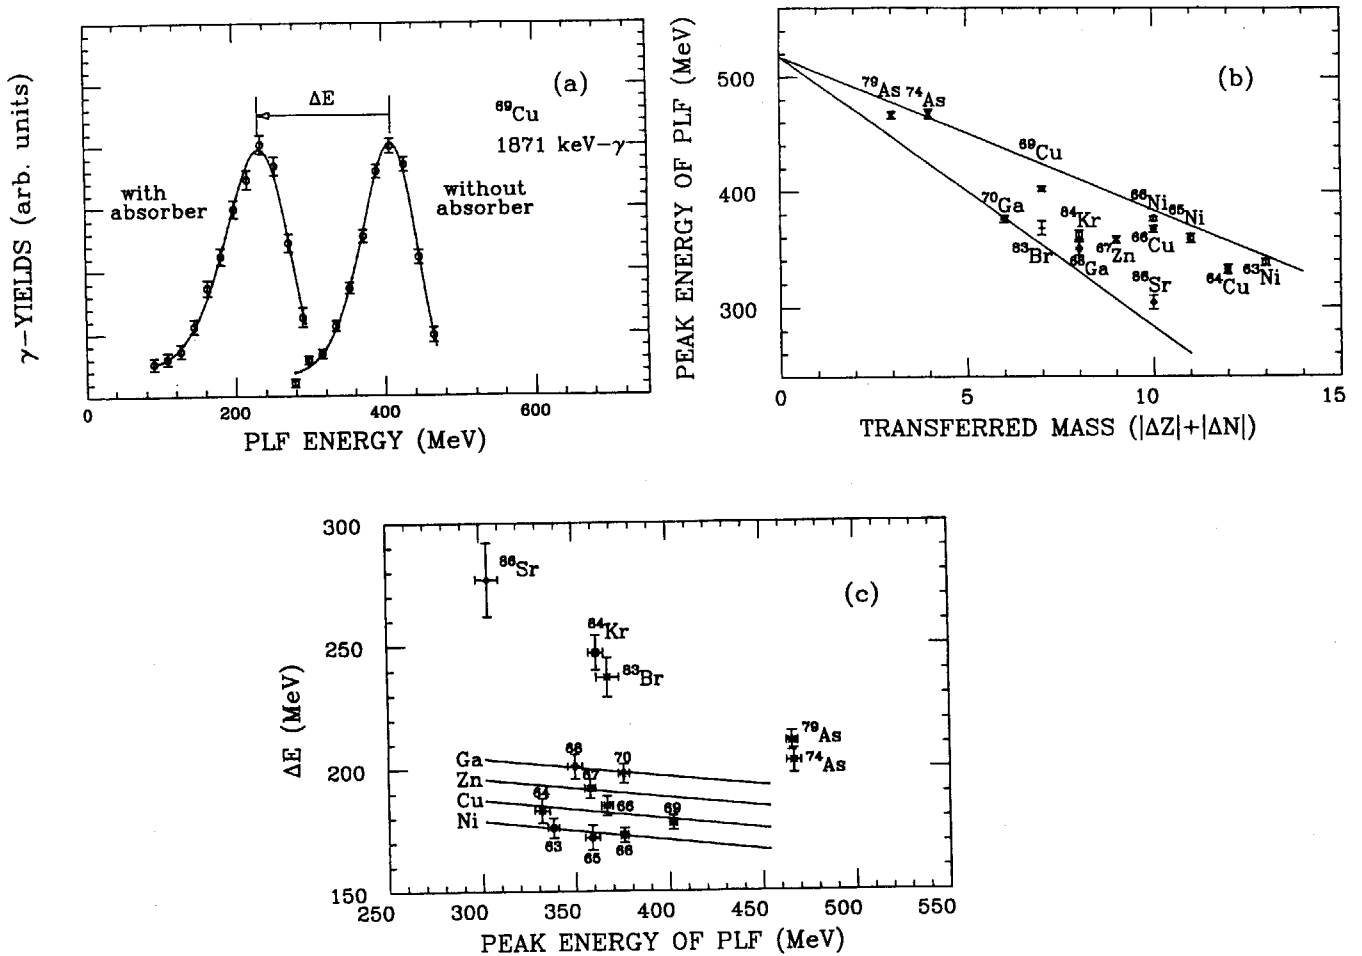 (a)
ΔE
⁶⁹Cu
1871 keV-γ
with
absorber
without
absorber
γ-YIELDS (arb. units)
0 200 400 600
PLF ENERGY (MeV)
(b)
500
400
300
PEAK ENERGY OF PLF (MeV)
⁷⁹As ⁷⁴As
⁶⁹Cu
⁷⁰Ga
⁸³Br
⁸⁴Kr
⁶⁸Ga
⁶⁷Zn
⁶⁶Ni ⁶⁵Ni
⁶⁶Cu
⁸⁶Sr
⁶⁴Cu
⁶³Ni
5 10 15
TRANSFERRED MASS (|ΔZ|+|ΔN|)
(c)
300
250
200
150
ΔE (MeV)
⁸⁶Sr
⁸⁴Kr
⁸³Br
⁷⁹As
⁷⁴As
Ga 68 70
Zn 67
Cu 64 66 69
Ni 63 65 66
250 300 350 400 450 500 550
PEAK ENERGY OF PLF (MeV)